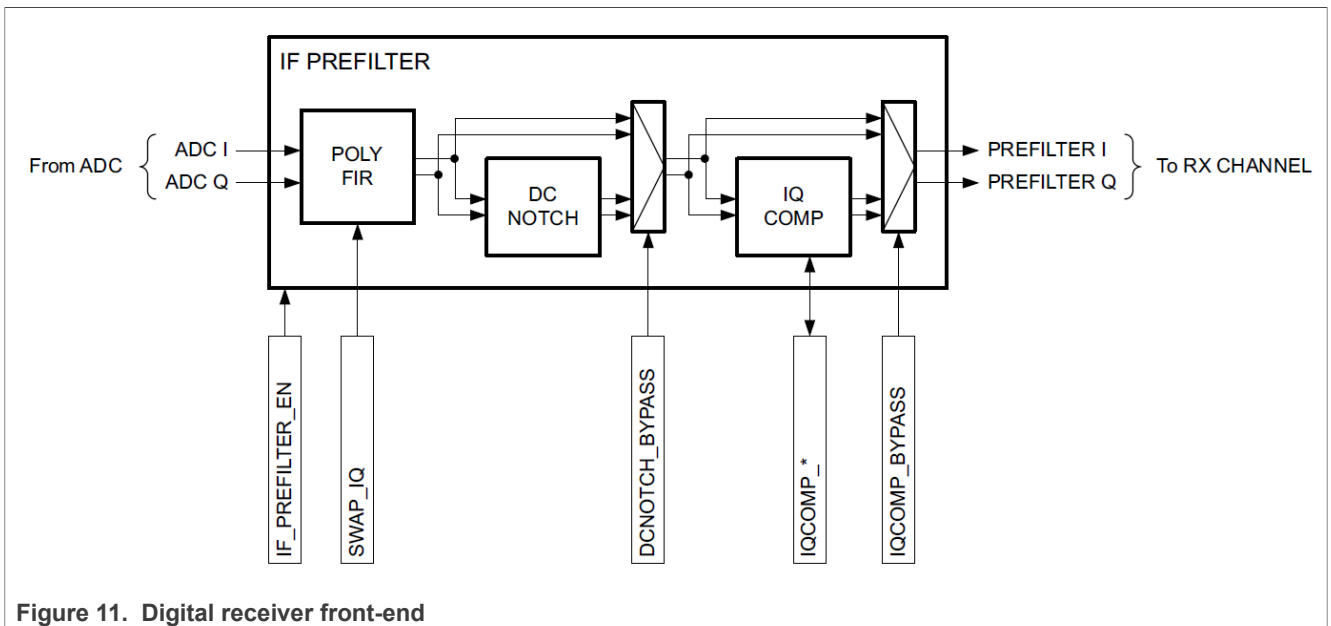 IF PREFILTER
From ADC
ADC I
ADC Q
POLY
FIR
DC
NOTCH
IQ
COMP
PREFILTER I
PREFILTER Q
To RX CHANNEL
IF_PREFILTER_EN
SWAP_IQ
DCNOTCH_BYPASS
IQCOMP_*
IQCOMP_BYPASS
Figure 11. Digital receiver front-end